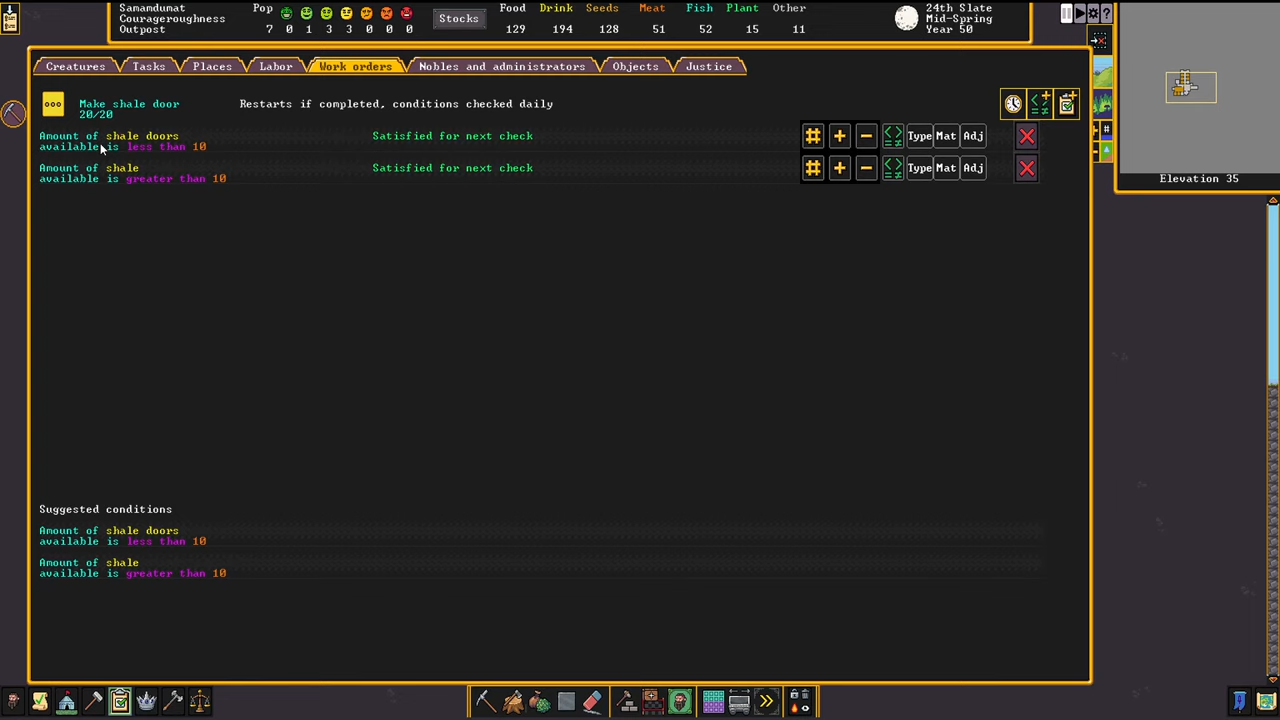 Samandumat
Courageroughness
Outpost
Pop
7 0 1 3 3 0 0 0
Stocks
Food Drink Seeds Meat Fish Plant Other
129 194 128 51 52 15 11
24th Slate
Mid-Spring
Year 50
Creatures Tasks Places Labor Work orders Nobles and administrators Objects Justice
Make shale door
20/20
Restarts if completed, conditions checked daily
Amount of shale doors
available is less than 10
Satisfied for next check
Type Mat Adj
Amount of shale
available is greater than 10
Satisfied for next check
Type Mat Adj
Elevation 35
Suggested conditions
Amount of shale doors
available is less than 10
Amount of shale
available is greater than 10